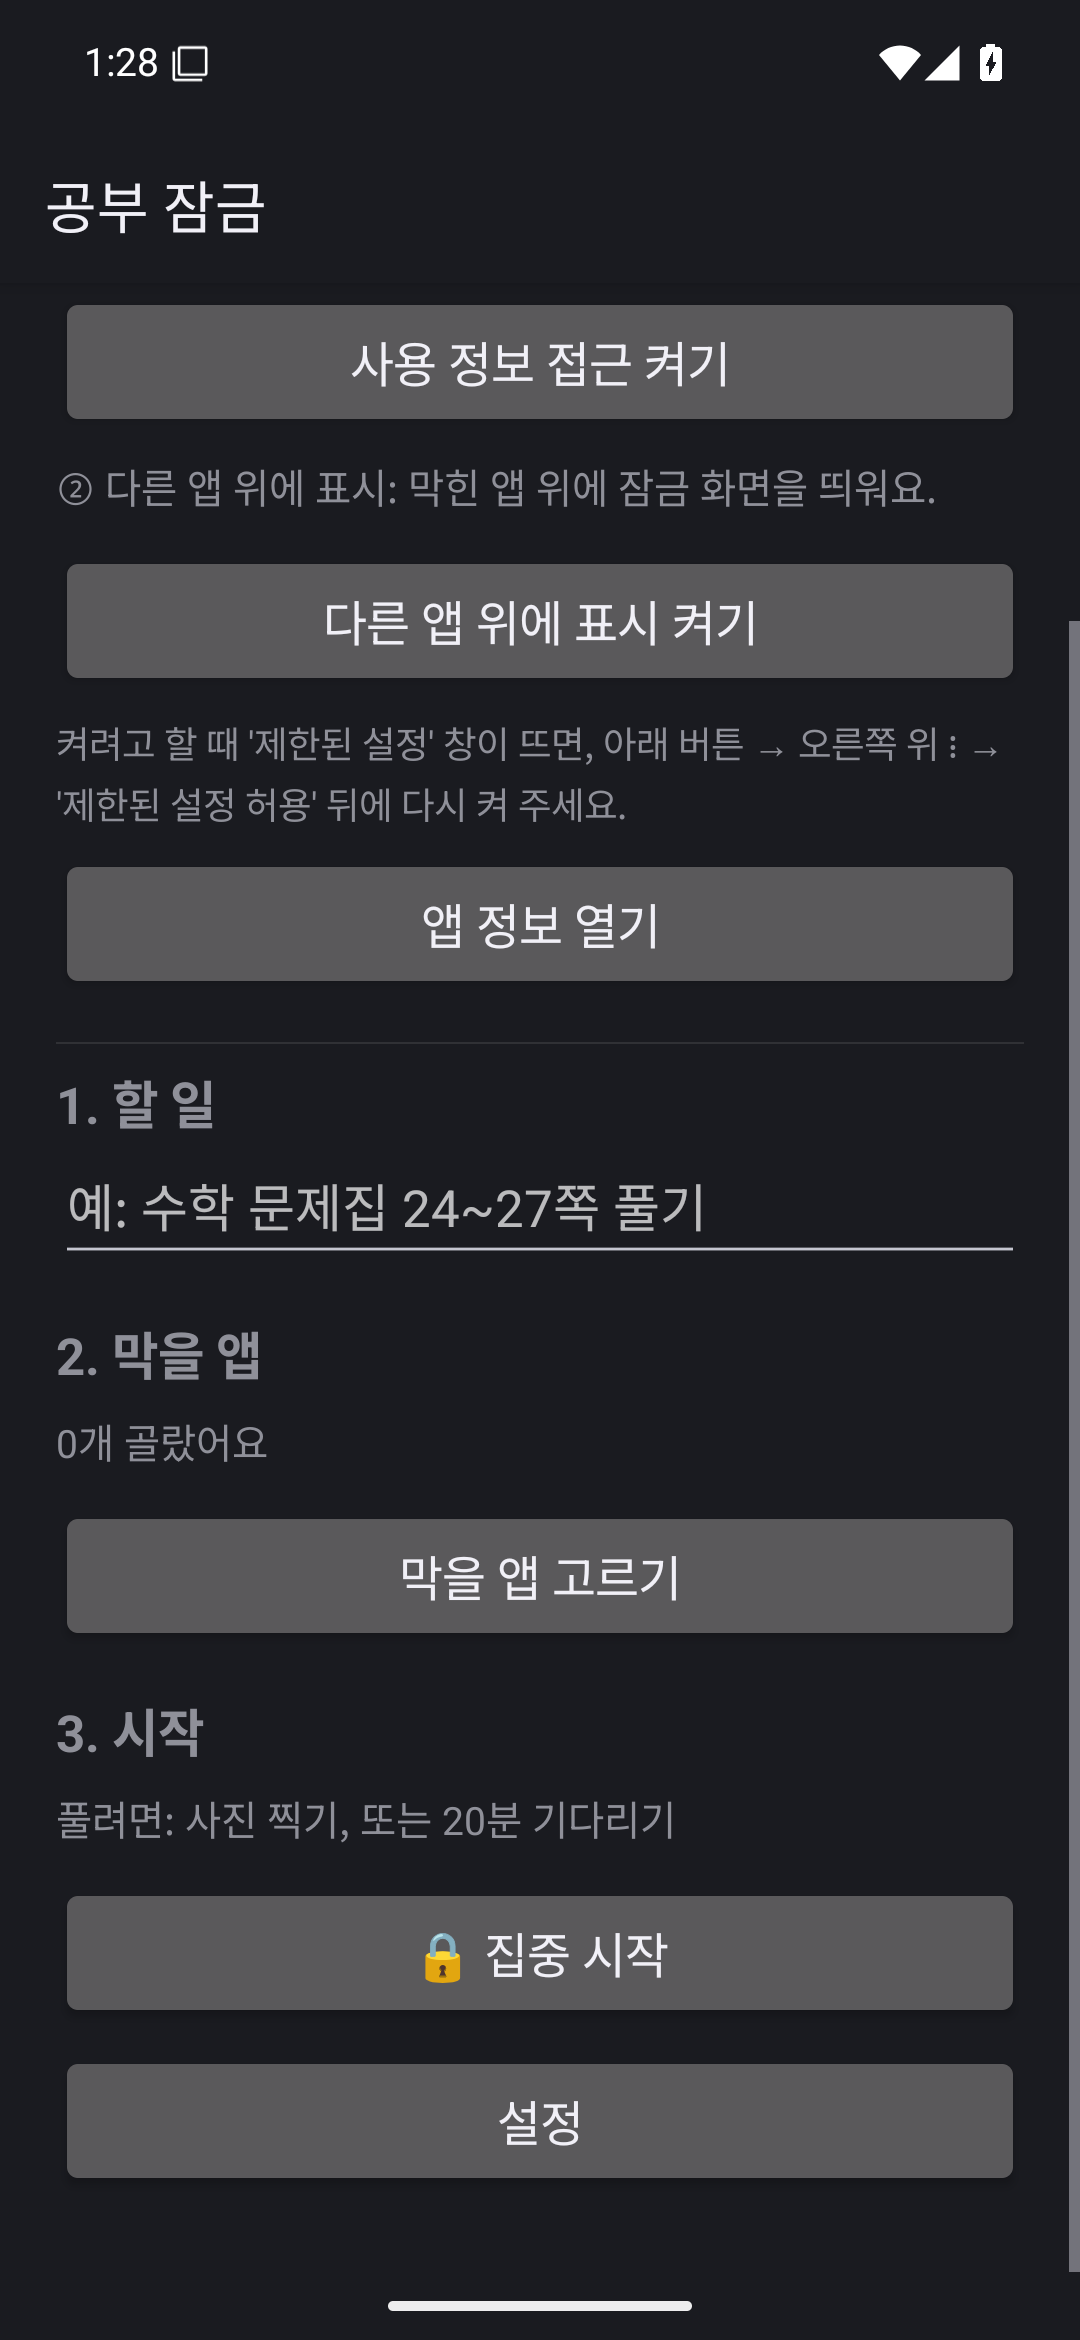 1:28
공부 잠금
사용 정보 접근 켜기
② 다른 앱 위에 표시: 막힌 앱 위에 잠금 화면을 띄워요.
다른 앱 위에 표시 켜기
켜려고 할 때 '제한된 설정' 창이 뜨면, 아래 버튼 → 오른쪽 위 ⋮ →
'제한된 설정 허용' 뒤에 다시 켜 주세요.
앱 정보 열기
1. 할 일
예: 수학 문제집 24~27쪽 풀기
2. 막을 앱
0개 골랐어요
막을 앱 고르기
3. 시작
풀려면: 사진 찍기, 또는 20분 기다리기
🔒 집중 시작
설정